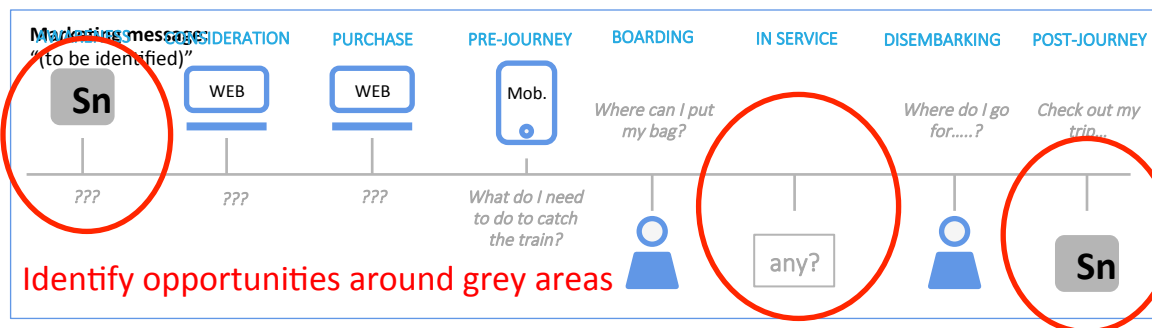 Marketing message:
"(to be identified)"
AWARENESS
CONSIDERATION
PURCHASE
PRE-JOURNEY
BOARDING
IN SERVICE
DISEMBARKING
POST-JOURNEY
Sn
WEB
WEB
Mob.
Where can I put
my bag?
Where do I go
for.....?
Check out my
trip...
???
???
???
What do I need
to do to catch
the train?
any?
Sn
Identify opportunities around grey areas